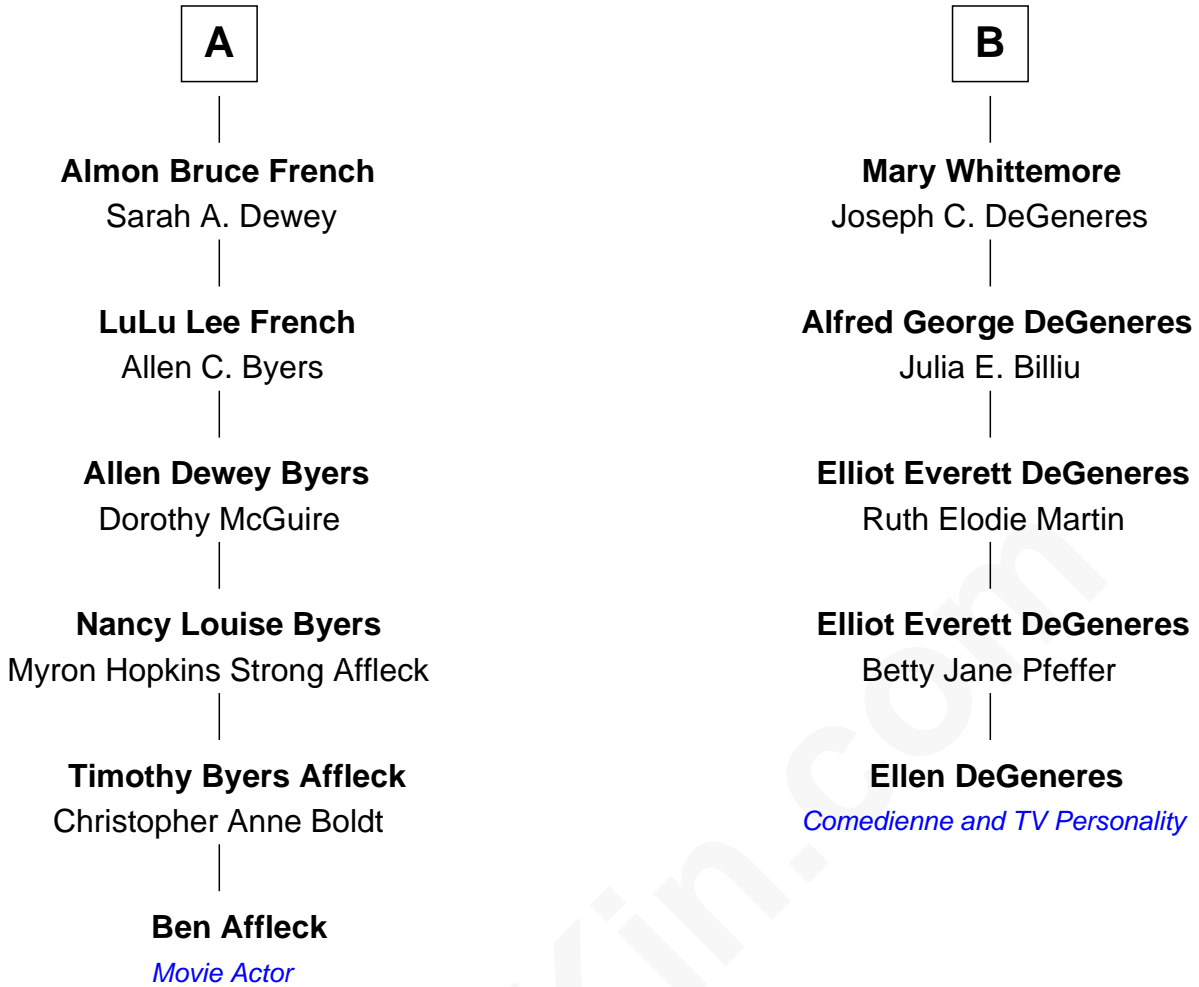 A
Almon Bruce French
Sarah A. Dewey
LuLu Lee French
Allen C. Byers
Allen Dewey Byers
Dorothy McGuire
Nancy Louise Byers
Myron Hopkins Strong Affleck
Timothy Byers Affleck
Christopher Anne Boldt
Ben Affleck
Movie Actor
B
Mary Whittemore
Joseph C. DeGeneres
Alfred George DeGeneres
Julia E. Billiu
Elliot Everett DeGeneres
Ruth Elodie Martin
Elliot Everett DeGeneres
Betty Jane Pfeffer
Ellen DeGeneres
Comedienne and TV Personality